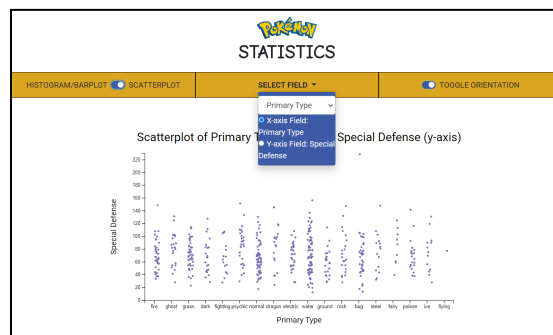 POKÉMON
STATISTICS
HISTOGRAM/BARPLOT SCATTERPLOT
SELECT FIELD
TOGGLE ORIENTATION
Primary Type
X-axis Field:
Primary Type
Y-axis Field: Special
Defense
Scatterplot of Primary T Special Defense (y-axis)
Special Defense
220
200
180
160
140
120
100
80
60
40
20
0
fire ghost grass dark fighting psychic normal dragon electric water ground rock bug steel fairy poison ice flying
Primary Type